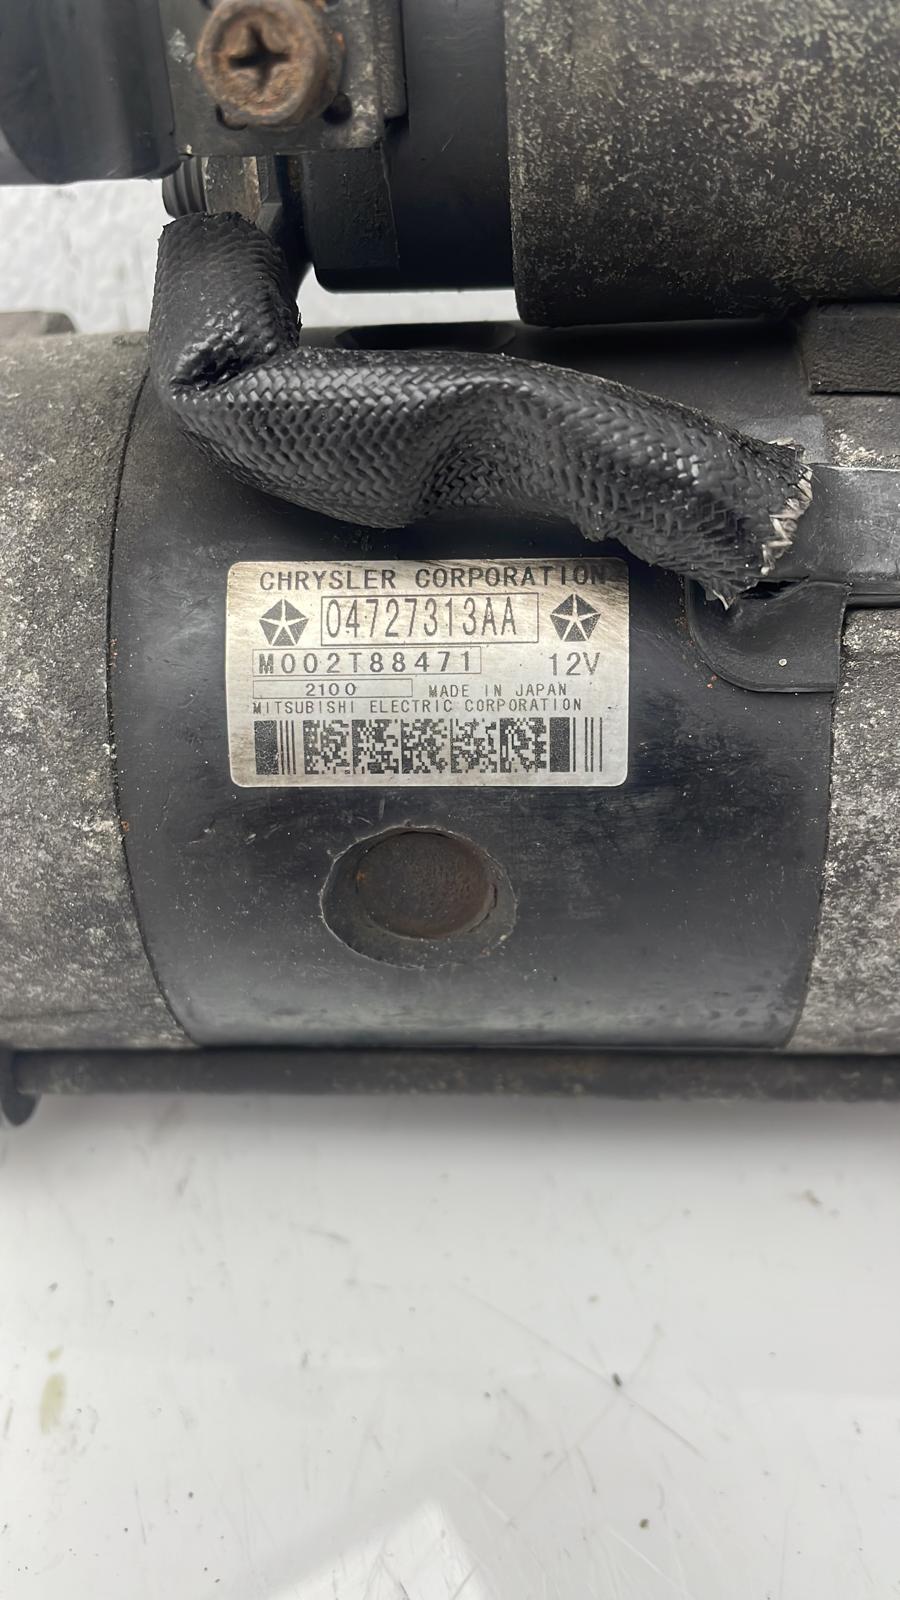 CHRYSLER CORPORATION
04727313AA
M002T88471 12V
2100 MADE IN JAPAN
MITSUBISHI ELECTRIC CORPORATION